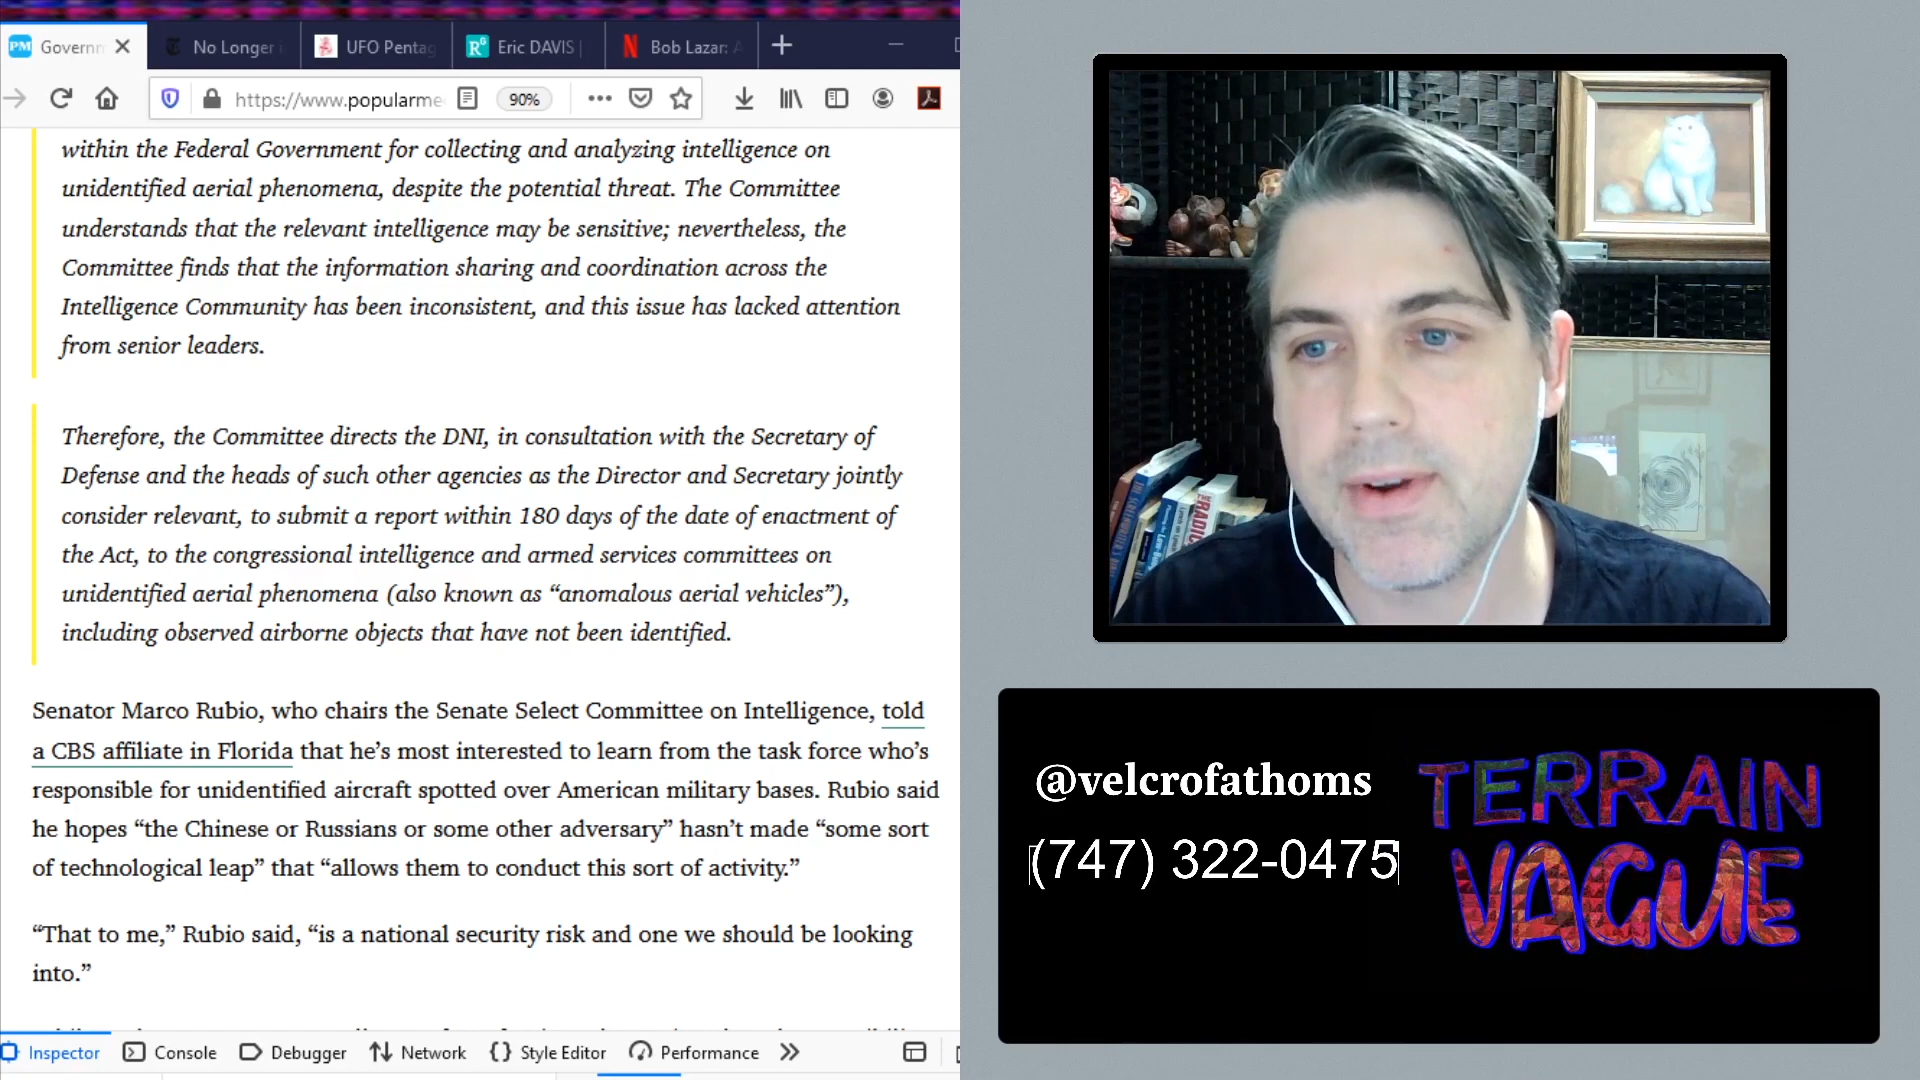 PM Governm
No Longer i
UFO Pentag
RG Eric DAVIS |
N Bob Lazar: A
https://www.popularme
90%
within the Federal Government for collecting and analyzing intelligence on
unidentified aerial phenomena, despite the potential threat. The Committee
understands that the relevant intelligence may be sensitive; nevertheless, the
Committee finds that the information sharing and coordination across the
Intelligence Community has been inconsistent, and this issue has lacked attention
from senior leaders.
Therefore, the Committee directs the DNI, in consultation with the Secretary of
Defense and the heads of such other agencies as the Director and Secretary jointly
consider relevant, to submit a report within 180 days of the date of enactment of
the Act, to the congressional intelligence and armed services committees on
unidentified aerial phenomena (also known as “anomalous aerial vehicles”),
including observed airborne objects that have not been identified.
Senator Marco Rubio, who chairs the Senate Select Committee on Intelligence, told
a CBS affiliate in Florida that he’s most interested to learn from the task force who’s
responsible for unidentified aircraft spotted over American military bases. Rubio said
he hopes “the Chinese or Russians or some other adversary” hasn’t made “some sort
of technological leap” that “allows them to conduct this sort of activity.”
“That to me,” Rubio said, “is a national security risk and one we should be looking
into.”
Inspector Console Debugger Network Style Editor Performance
RADIC
@velcrofathoms
(747) 322-0475
TERRAIN
VAGUE